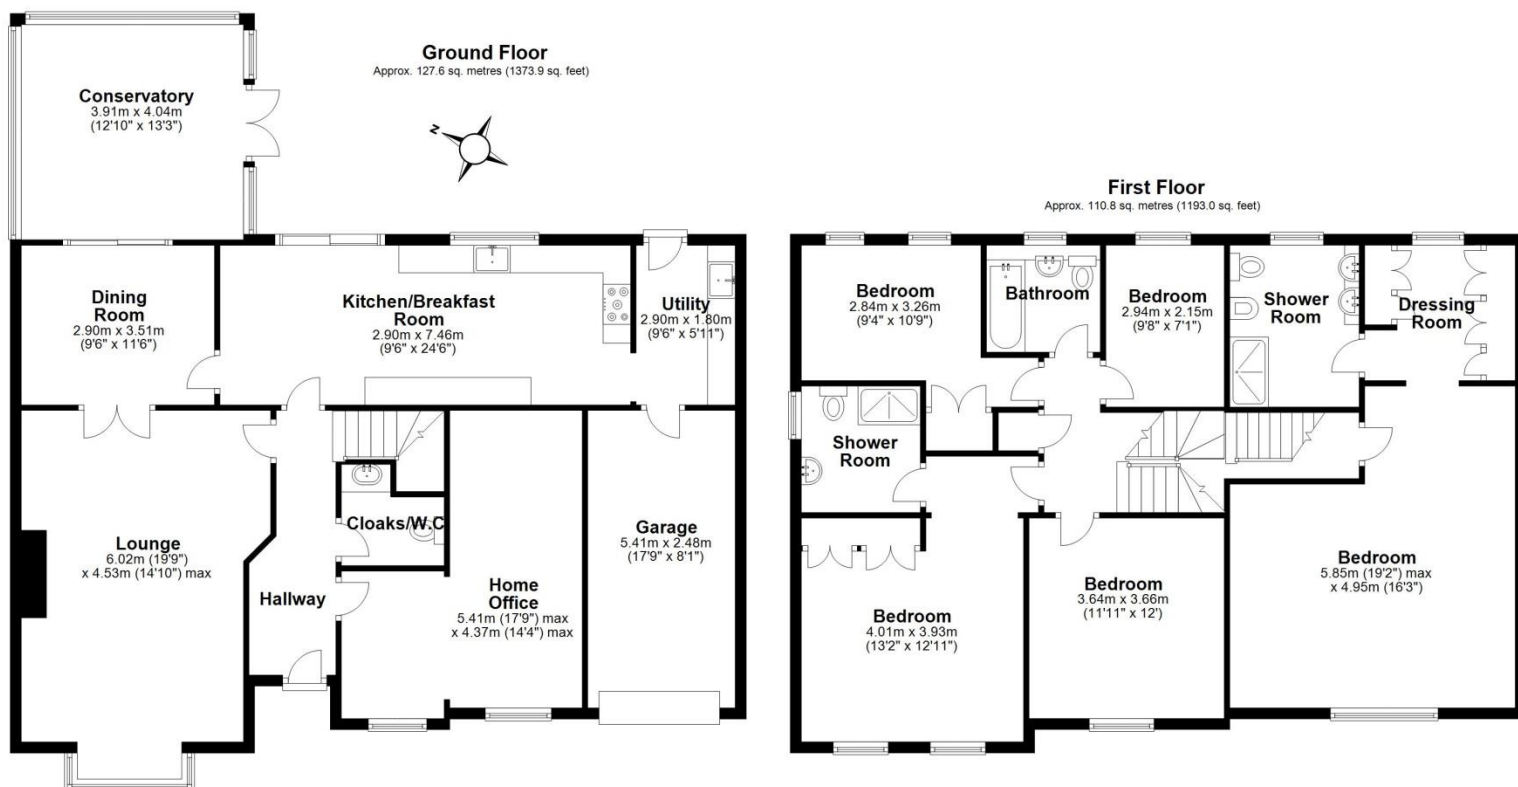 Ground Floor
Approx. 127.6 sq. metres (1373.9 sq. feet)
Conservatory
3.91m x 4.04m
(12'10" x 13'3")
N
Dining
Room
2.90m x 3.51m
(9'6" x 11'6")
Kitchen/Breakfast
Room
2.90m x 7.46m
(9'6" x 24'6")
Utility
2.90m x 1.80m
(9'6" x 5'11")
Lounge
6.02m (19'9")
x 4.53m (14'10") max
Hallway
Cloaks/W.C
Home
Office
5.41m (17'9") max
x 4.37m (14'4") max
Garage
5.41m x 2.48m
(17'9" x 8'1")
First Floor
Approx. 110.8 sq. metres (1193.0 sq. feet)
Bedroom
2.84m x 3.26m
(9'4" x 10'9")
Bathroom
Bedroom
2.94m x 2.15m
(9'8" x 7'1")
Shower
Room
Dressing
Room
Shower
Room
Bedroom
4.01m x 3.93m
(13'2" x 12'11")
Bedroom
3.64m x 3.66m
(11'11" x 12')
Bedroom
5.85m (19'2") max
x 4.95m (16'3")